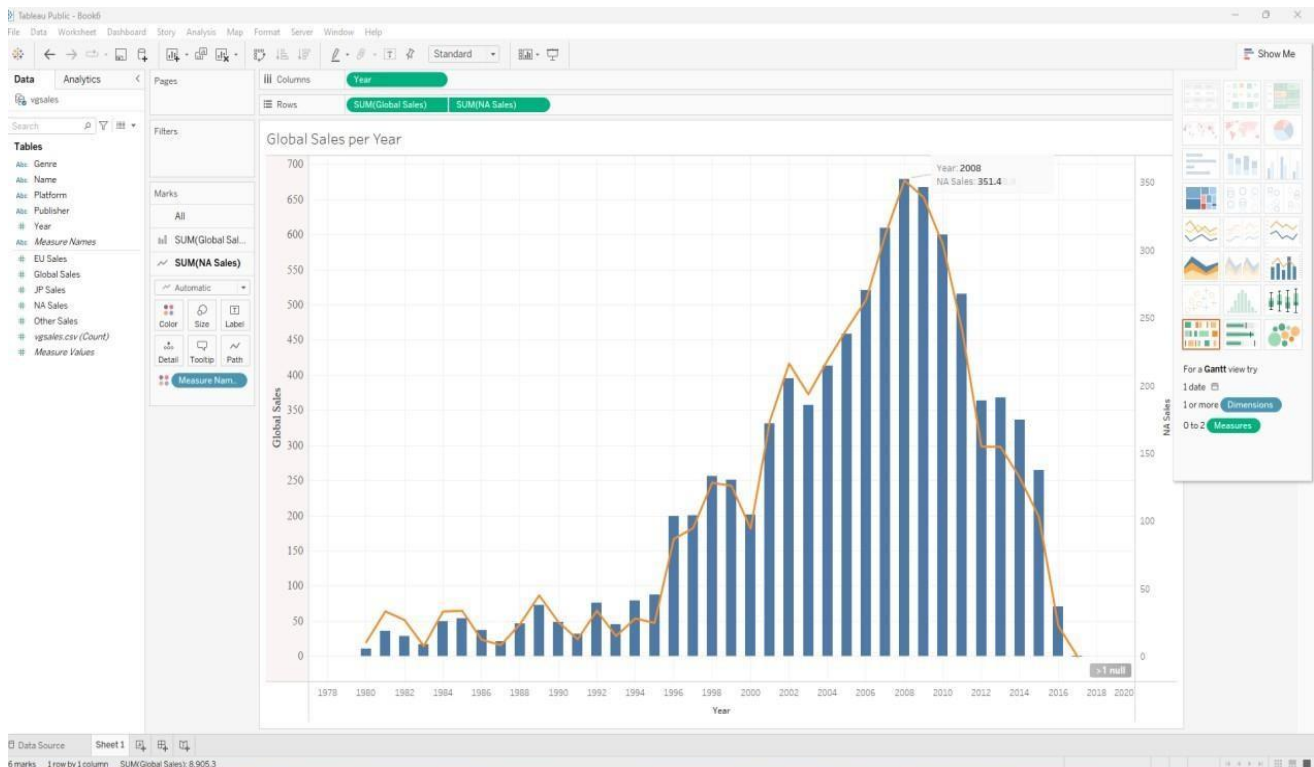 Tableau Public - Book6
File Data Worksheet Dashboard Story Analysis Map Format Server Window Help
Standard
Show Me
Data Analytics
vgsales
Search
Tables
Abc Genre
Abc Name
Abc Platform
Abc Publisher
# Year
Abc Measure Names
# EU Sales
# Global Sales
# JP Sales
# NA Sales
# Other Sales
# vgsales.csv (Count)
# Measure Values
Pages
Filters
Marks
All
SUM(Global Sal...
SUM(NA Sales)
Automatic
Color Size Label
Detail Tooltip Path
Measure Nam..
Columns Year
Rows SUM(Global Sales) SUM(NA Sales)
Global Sales per Year
Year: 2008
NA Sales: 351.4
Global Sales
700
650
600
550
500
450
400
350
300
250
200
150
100
50
0
350
300
250
200
150
100
50
0
NA Sales
>1 null
1978 1980 1982 1984 1986 1988 1990 1992 1994 1996 1998 2000 2002 2004 2006 2008 2010 2012 2014 2016 2018 2020
Year
For a Gantt view try
1 date
1 or more Dimensions
0 to 2 Measures
Data Source Sheet 1
6 marks 1 row by 1 column SUM(Global Sales): 8,905.3